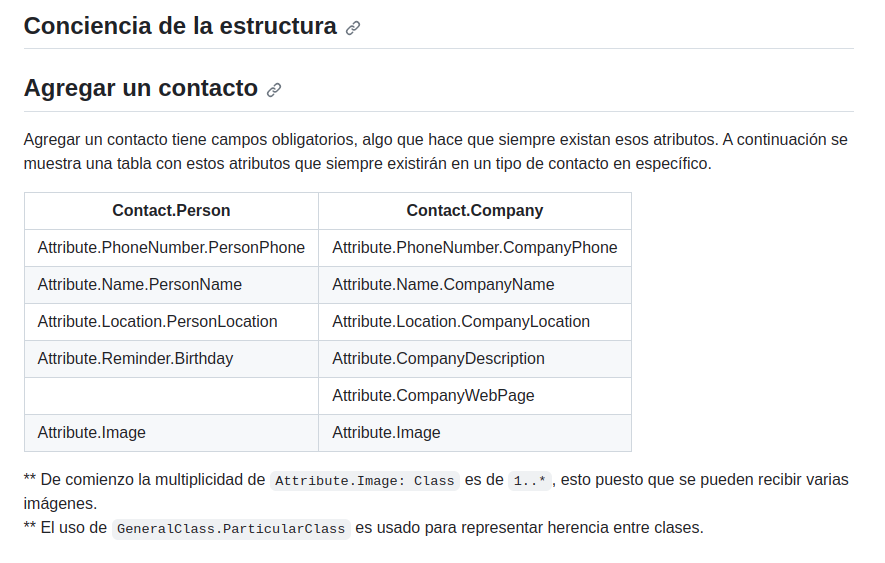 Conciencia de la estructura
Agregar un contacto
Agregar un contacto tiene campos obligatorios, algo que hace que siempre existan esos atributos. A continuación se
muestra una tabla con estos atributos que siempre existirán en un tipo de contacto en específico.
Contact.Person Contact.Company
Attribute.PhoneNumber.PersonPhone Attribute.PhoneNumber.CompanyPhone
Attribute.Name.PersonName Attribute.Name.CompanyName
Attribute.Location.PersonLocation Attribute.Location.CompanyLocation
Attribute.Reminder.Birthday Attribute.CompanyDescription
Attribute.CompanyWebPage
Attribute.Image Attribute.Image
** De comienzo la multiplicidad de Attribute.Image: Class es de 1..*, esto puesto que se pueden recibir varias
imágenes.
** El uso de GeneralClass.ParticularClass es usado para representar herencia entre clases.